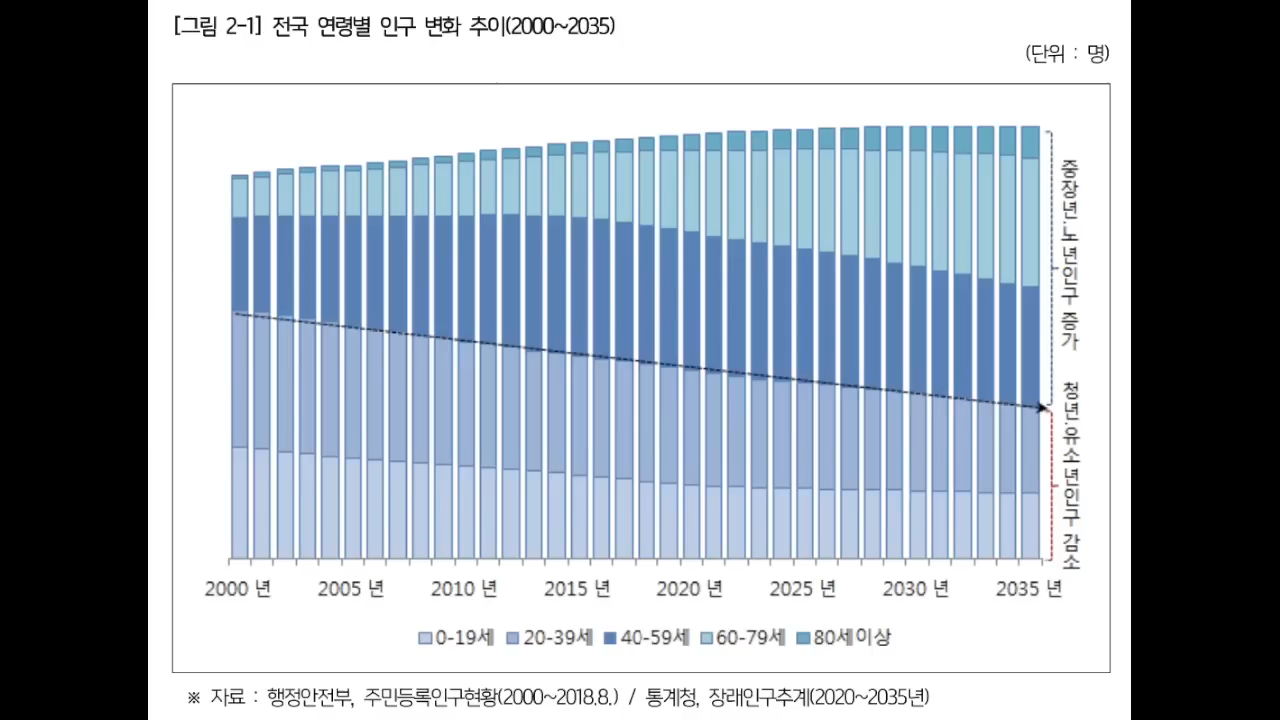 [그림 2-1] 전국 연령별 인구 변화 추이(2000~2035)
(단위 : 명)
중장년·노년인구 증가
청년·유소년인구 감소
2000 년 2005 년 2010 년 2015 년 2020 년 2025 년 2030 년 2035 년
0-19세 20-39세 40-59세 60-79세 80세이상
※ 자료 : 행정안전부, 주민등록인구현황(2000~2018.8.) / 통계청, 장래인구추계(2020~2035년)